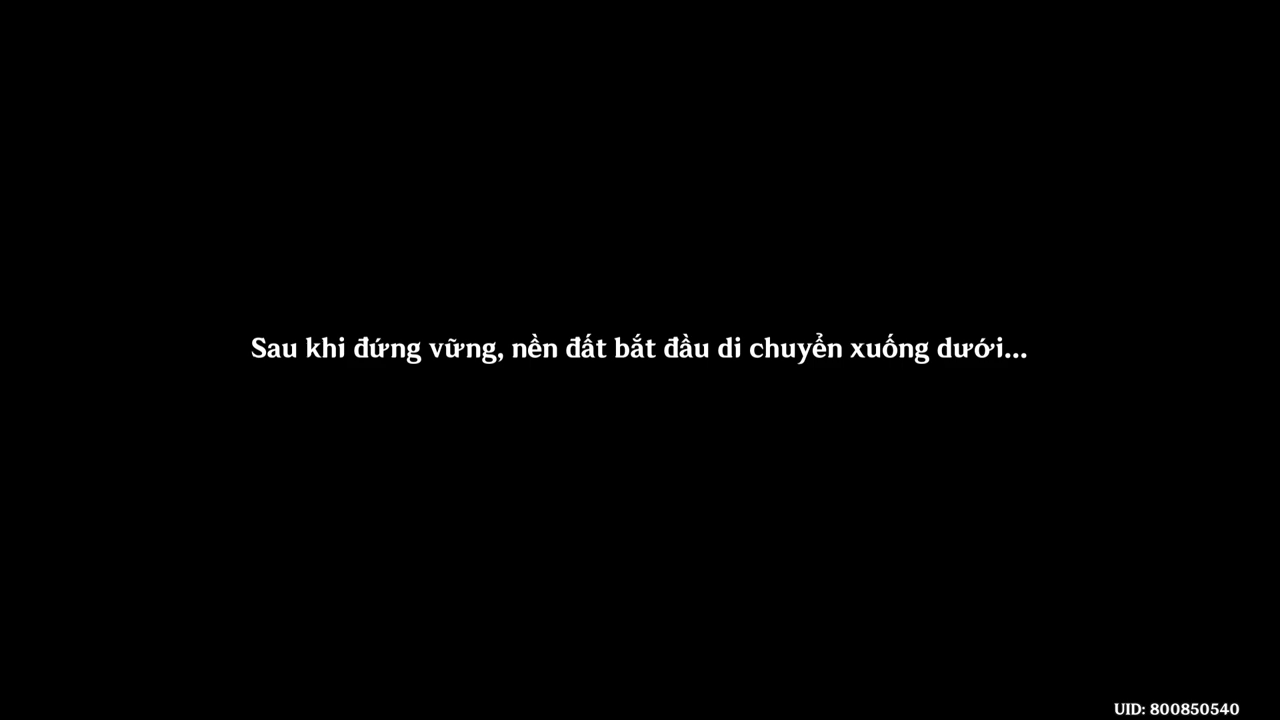 Sau khi đứng vững, nền đất bắt đầu di chuyển xuống dưới...
UID: 800850540